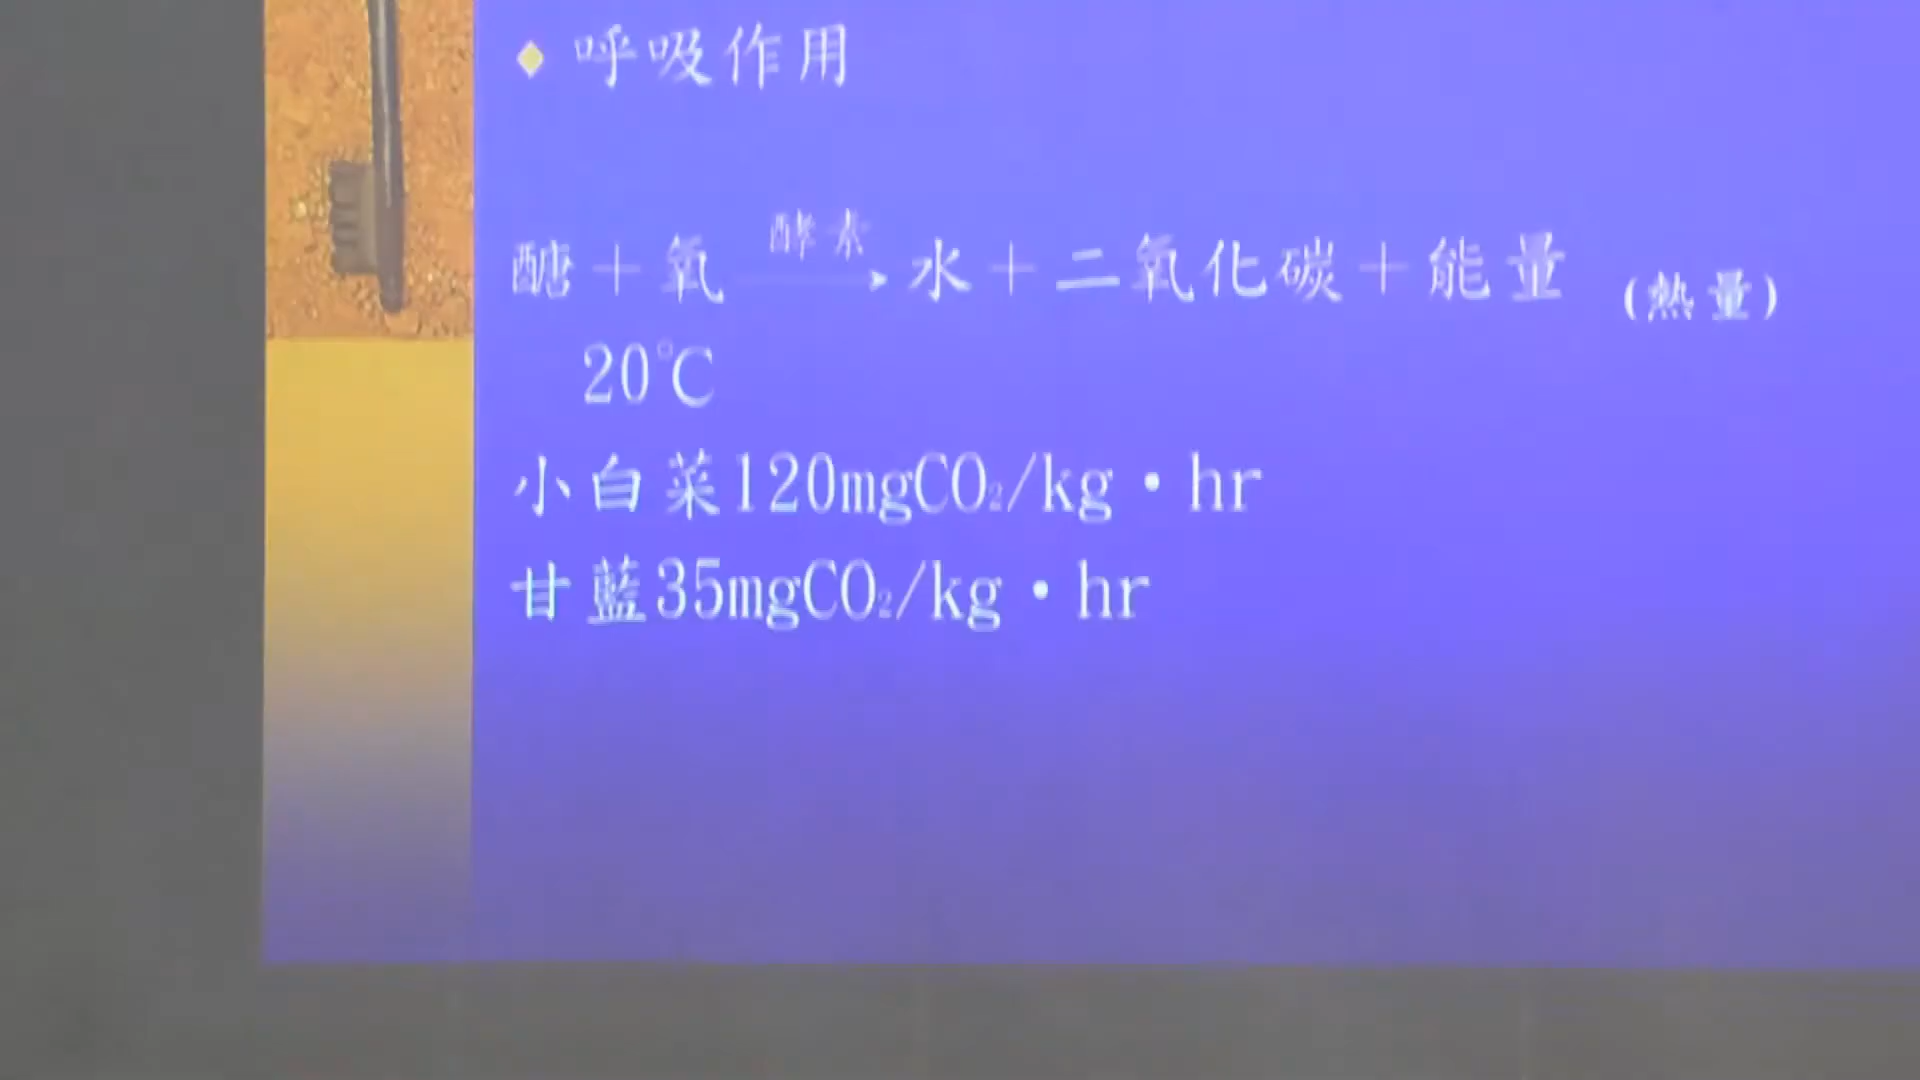 ◆ 呼吸作用
酵素
醣+氧→水+二氧化碳+能量(熱量)
20℃
小白菜120mgCO₂/kg·hr
甘藍35mgCO₂/kg·hr